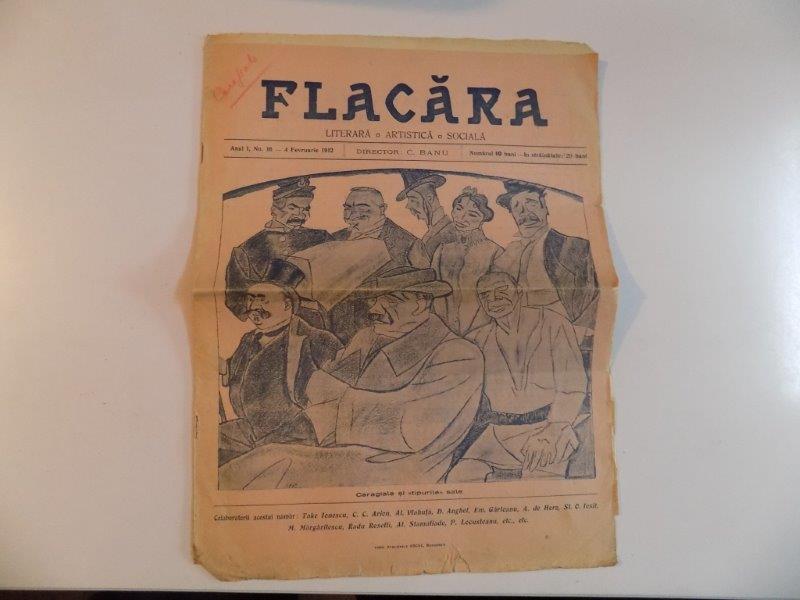 FLACĂRA
LITERARĂ ¤ ARTISTICĂ ¤ SOCIALĂ
Anul I, No. 16 — 4 Fevruarie 1912
DIRECTOR: C. BANU
Numărul 10 bani — In străinătate: 20 bani
Caragiale și «tipurile» sale
Colaboratorii acestui număr: Take Ionescu, C. C. Arion, Al. Vlahuță, D. Anghel, Em. Gârleanu, A. de Herz, St. O. Iosif,
M. Mărgăritescu, Radu Rosetti, Al. Stamatiade, P. Locusteanu, etc., etc.